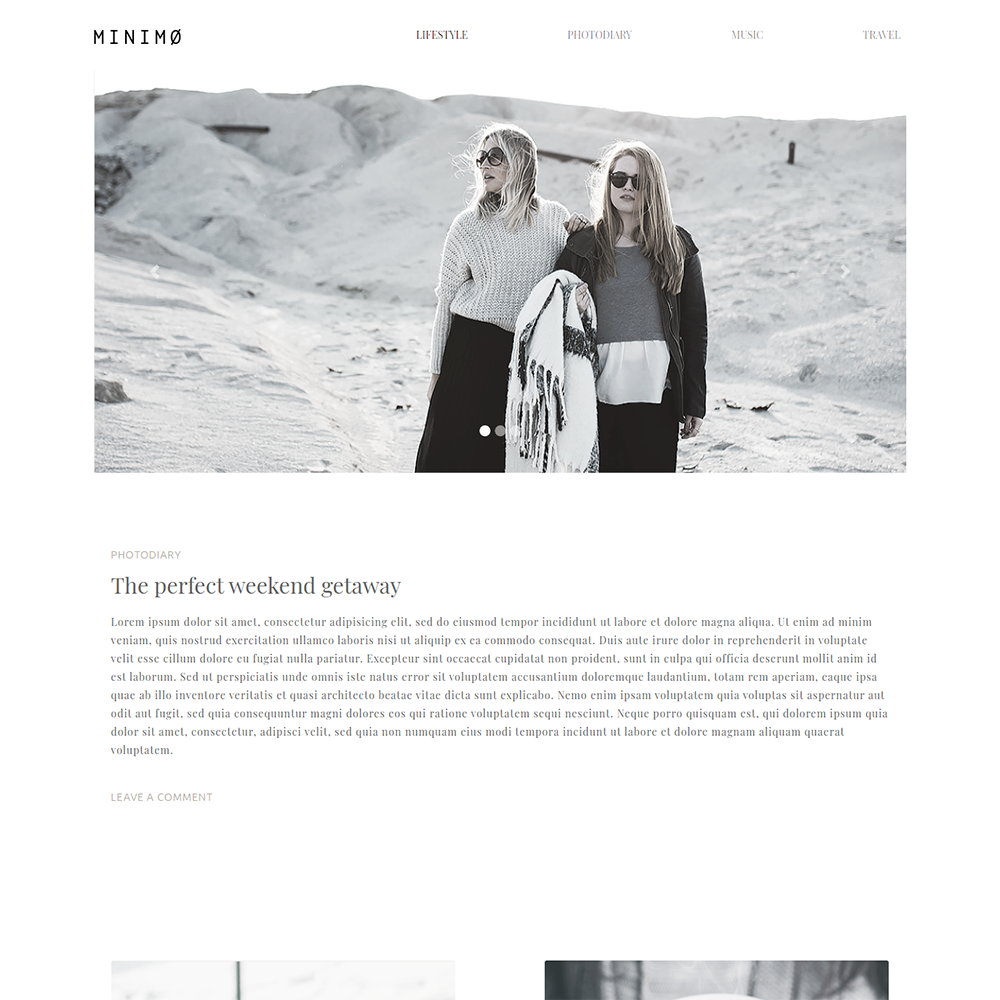 MINIMØ
LIFESTYLE
PHOTODIARY
MUSIC
TRAVEL
PHOTODIARY
The perfect weekend getaway
Lorem ipsum dolor sit amet, consectetur adipisicing elit, sed do eiusmod tempor incididunt ut labore et dolore magna aliqua. Ut enim ad minim
veniam, quis nostrud exercitation ullamco laboris nisi ut aliquip ex ea commodo consequat. Duis aute irure dolor in reprehenderit in voluptate
velit esse cillum dolore eu fugiat nulla pariatur. Excepteur sint occaecat cupidatat non proident, sunt in culpa qui officia deserunt mollit anim id
est laborum. Sed ut perspiciatis unde omnis iste natus error sit voluptatem accusantium doloremque laudantium, totam rem aperiam, eaque ipsa
quae ab illo inventore veritatis et quasi architecto beatae vitae dicta sunt explicabo. Nemo enim ipsam voluptatem quia voluptas sit aspernatur aut
odit aut fugit, sed quia consequuntur magni dolores eos qui ratione voluptatem sequi nesciunt. Neque porro quisquam est, qui dolorem ipsum quia
dolor sit amet, consectetur, adipisci velit, sed quia non numquam eius modi tempora incidunt ut labore et dolore magnam aliquam quaerat
voluptatem.
LEAVE A COMMENT